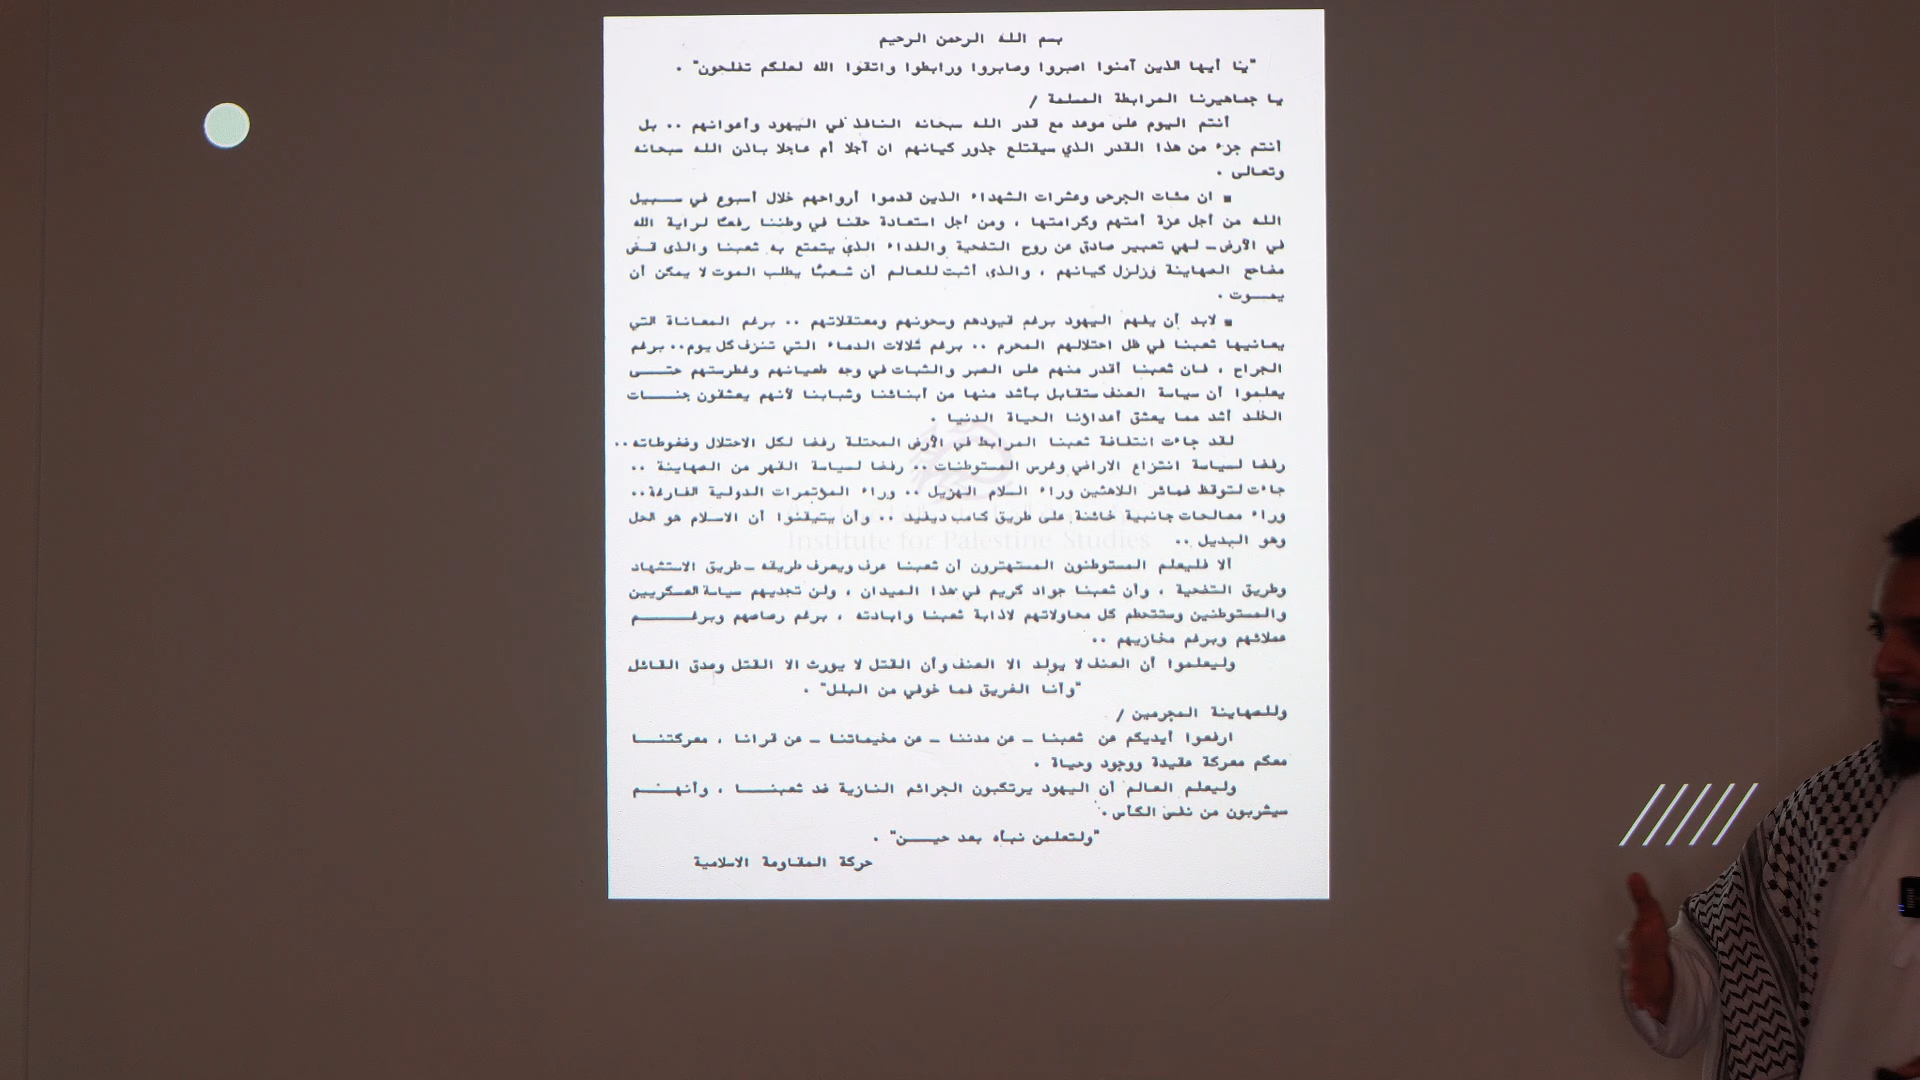 بسم الله الرحمن الرحيم
"يا أيها الذين آمنوا اصبروا وصابروا ورابطوا واتقوا الله لعلكم تفلحون" .
يا جماهيرنا المرابطة المسلمة /
أنتم اليوم على موعد مع قدر الله سبحانه النافذ في اليهود وأعوانهم .. بل
أنتم جزء من هذا القدر الذي سيقتلع جذور كيانهم ان آجلا أم عاجلا باذن الله سبحانه
وتعالى .
▪ ان مئات الجرحى وعشرات الشهداء الذين قدموا أرواحهم خلال أسبوع في سبيل
الله من أجل عزة أمتهم وكرامتها ، ومن أجل استعادة حقنا في وطننا رفعا لراية الله
في الأرض ـ لهي تعبير صادق عن روح التضحية والفداء الذي يتمتع به شعبنا والذى قض
مضاجع الصهاينة وزلزل كيانهم ، والذى أثبت للعالم أن شعبا يطلب الموت لا يمكن أن
يموت .
▪ لابد أن يفهم اليهود برغم قيودهم وسجونهم ومعتقلاتهم .. برغم المعاناة التي
يعانيها شعبنا في ظل احتلالهم المجرم .. برغم شلالات الدماء التي تنزف كل يوم .. برغم
الجراح ، فان شعبنا أقدر منهم على الصبر والثبات في وجه طغيانهم وغطرستهم حتى
يعلموا أن سياسة العنف ستقابل بأشد منها من أبنائنا وشبابنا لأنهم يعشقون جنات
الخلد أشد مما يعشق أعداؤنا الحياة الدنيا .
لقد جاءت انتفاضة شعبنا المرابط في الأرض المحتلة رفضا لكل الاحتلال وضغوطاته ..
رفضا لسياسة انتزاع الاراضي وغرس المستوطنات .. رفضا لسياسة القهر من الصهاينة ..
جاءت لتوقظ ضمائر اللاهثين وراء السلام الهزيل .. وراء المؤتمرات الدولية الفارغة ..
وراء مصالحات جانبية خائنة على طريق كامب ديفيد .. وأن يتيقنوا أن الاسلام هو الحل
وهو البديل ..
Institute for Palestine Studies
ألا فليعلم المستوطنون المستهترون أن شعبنا عرف ويعرف طريقه ـ طريق الاستشهاد
وطريق التضحية ، وأن شعبنا جواد كريم في هذا الميدان ، ولن تجديهم سياسة العسكريين
والمستوطنين وستتحطم كل محاولاتهم لاذابة شعبنا وابادته ، برغم رصاصهم وبرغم
عملائهم وبرغم مخازيهم ..
وليعلموا أن العنف لا يولد الا العنف وأن القتل لا يورث الا القتل وصدق القائل
"وأنا الغريق فما خوفي من البلل" .
وللصهاينة المجرمين /
ارفعوا أيديكم عن شعبنا ـ عن مدننا ـ عن مخيماتنا ـ عن قرانا ، معركتنا
معكم معركة عقيدة ووجود وحياة .
وليعلم العالم أن اليهود يرتكبون الجرائم النازية ضد شعبنا ، وأنهم
سيشربون من نفس الكأس .
"ولتعلمن نبأه بعد حين" .
حركة المقاومة الاسلامية